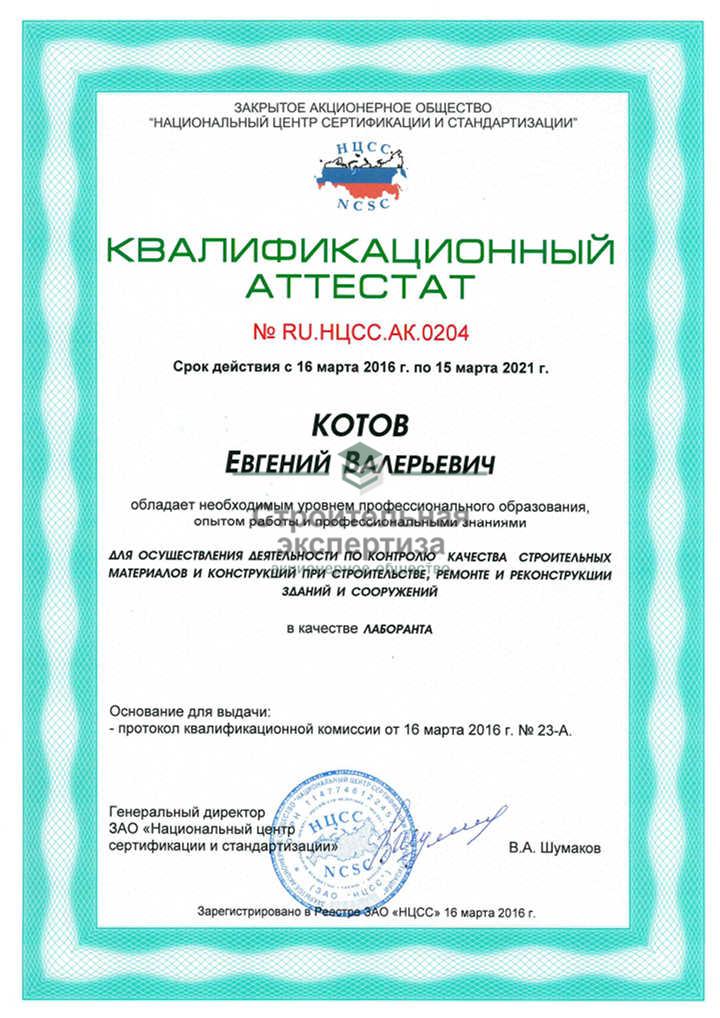 ЗАКРЫТОЕ АКЦИОНЕРНОЕ ОБЩЕСТВО
"НАЦИОНАЛЬНЫЙ ЦЕНТР СЕРТИФИКАЦИИ И СТАНДАРТИЗАЦИИ"
НЦСС
NCSC
КВАЛИФИКАЦИОННЫЙ
АТТЕСТАТ
№ RU.НЦСС.АК.0204
Срок действия с 16 марта 2016 г. по 15 марта 2021 г.
КОТОВ
ЕВГЕНИЙ ВАЛЕРЬЕВИЧ
обладает необходимым уровнем профессионального образования,
Строительная
опытом работы и профессиональными знаниями
экспертиза
ДЛЯ ОСУЩЕСТВЛЕНИЯ ДЕЯТЕЛЬНОСТИ ПО КОНТРОЛЮ КАЧЕСТВА СТРОИТЕЛЬНЫХ
акционерное общество
МАТЕРИАЛОВ И КОНСТРУКЦИЙ ПРИ СТРОИТЕЛЬСТВЕ, РЕМОНТЕ И РЕКОНСТРУКЦИИ
ЗДАНИЙ И СООРУЖЕНИЙ
в качестве ЛАБОРАНТА
Основание для выдачи:
- протокол квалификационной комиссии от 16 марта 2016 г. № 23-А.
Генеральный директор
ЗАО «Национальный центр
сертификации и стандартизации»
В.А. Шумаков
НЦСС
NCSC
(ЗАО "НЦСС")
Зарегистрировано в Реестре ЗАО «НЦСС» 16 марта 2016 г.